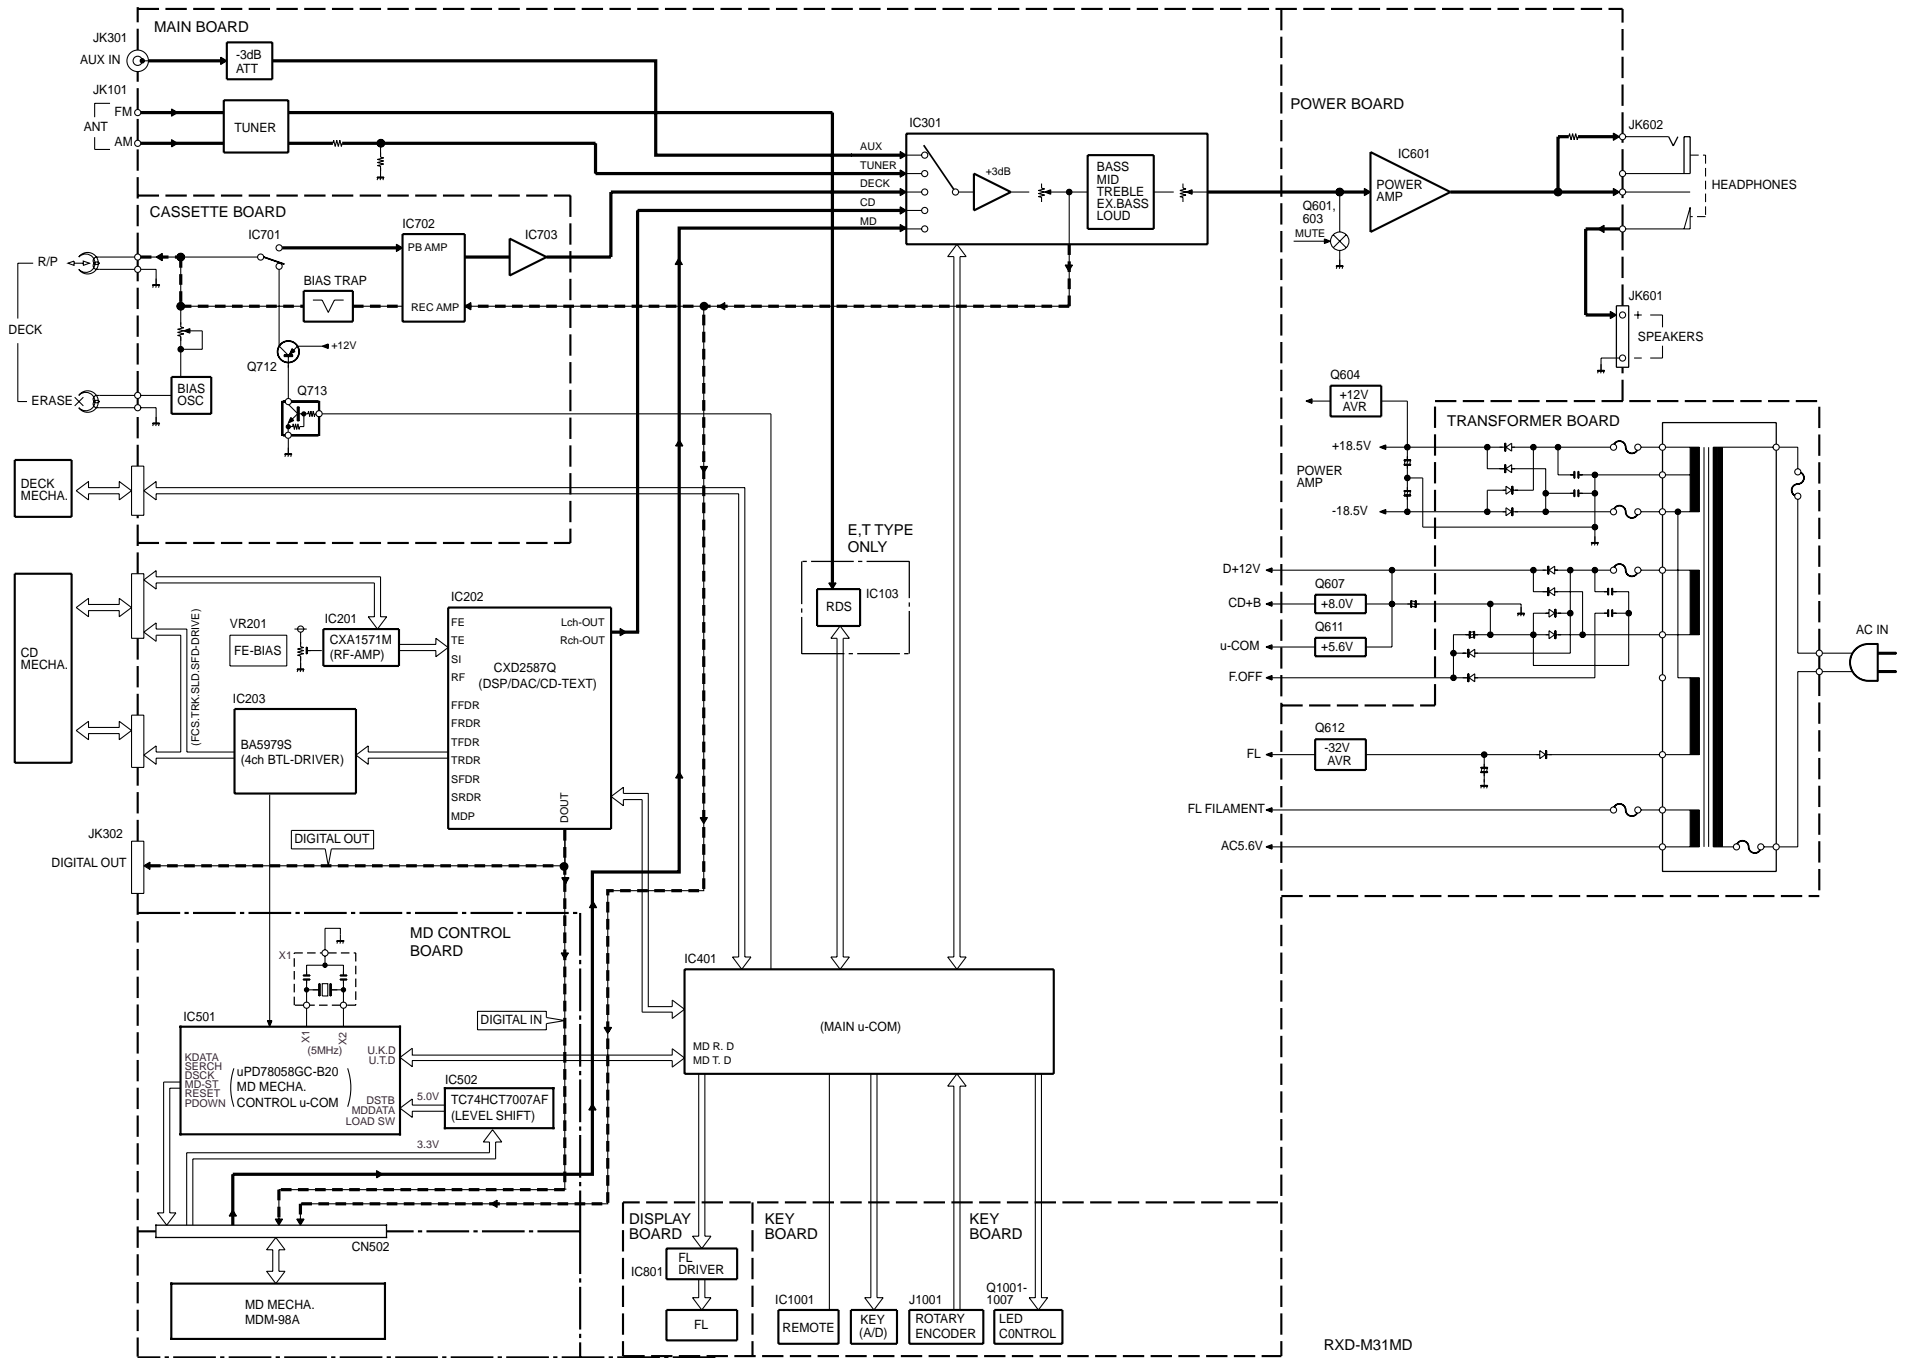 MAIN BOARD
JK301
AUX IN
-3dB
ATT
JK101
FM
ANT
AM
TUNER
CASSETTE BOARD
IC701
IC702
PB AMP
REC AMP
IC703
R/P
BIAS TRAP
DECK
+12V
Q712
Q713
ERASE
BIAS
OSC
DECK
MECHA.
IC301
AUX
TUNER
DECK
CD
MD
+3dB
BASS
MID
TREBLE
EX.BASS
LOUD
POWER BOARD
IC601
POWER
AMP
Q601,
603
MUTE
JK602
HEADPHONES
JK601
+
-
SPEAKERS
Q604
+12V
AVR
TRANSFORMER BOARD
+18.5V
POWER
AMP
-18.5V
D+12V
Q607
CD+B
+8.0V
Q611
u-COM
+5.6V
F.OFF
Q612
FL
-32V
AVR
FL FILAMENT
AC5.6V
AC IN
E,T TYPE
ONLY
RDS
IC103
CD
MECHA.
(FCS.TRK.SLD.SFD-DRIVE)
VR201
FE-BIAS
IC201
CXA1571M
(RF-AMP)
IC202
FE
TE
SI
RF
FFDR
FRDR
TFDR
TRDR
SFDR
SRDR
MDP
Lch-OUT
Rch-OUT
CXD2587Q
(DSP/DAC/CD-TEXT)
DOUT
IC203
BA5979S
(4ch BTL-DRIVER)
JK302
DIGITAL OUT
DIGITAL OUT
MD CONTROL
BOARD
X1
IC501
X1
X2
(5MHz)
KDATA
SERCH
DSCK
MD-ST
RESET
PDOWN
uPD78058GC-B20
MD MECHA.
CONTROL u-COM
U.K.D
U.T.D
DSTB
MDDATA
LOAD SW
DIGITAL IN
IC502
5.0V
TC74HCT7007AF
(LEVEL SHIFT)
3.3V
CN502
MD MECHA.
MDM-98A
IC401
(MAIN u-COM)
MD R. D
MD T. D
DISPLAY
BOARD
FL
DRIVER
IC801
FL
KEY
BOARD
KEY
BOARD
IC1001
REMOTE
KEY
(A/D)
J1001
ROTARY
ENCODER
Q1001-
1007
LED
C0NTROL
RXD-M31MD